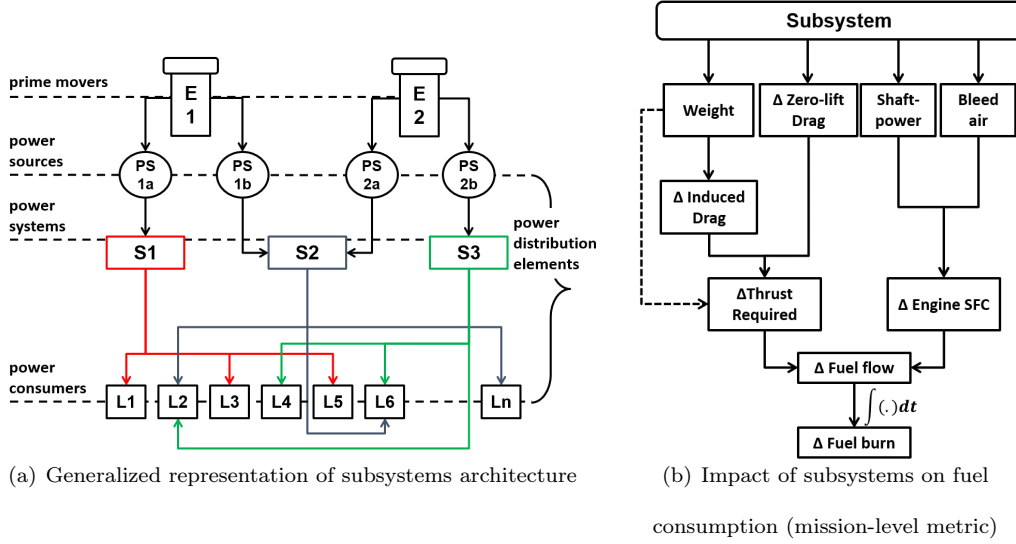 prime movers
E
1
E
2
power
sources
PS
1a
PS
1b
PS
2a
PS
2b
power
systems
S1
S2
S3
power
distribution
elements
power
consumers
L1
L2
L3
L4
L5
L6
Ln
(a) Generalized representation of subsystems architecture
Subsystem
Weight
Δ Zero-lift
Drag
Shaft-
power
Bleed
air
Δ Induced
Drag
ΔThrust
Required
Δ Engine SFC
Δ Fuel flow
∫(.)dt
Δ Fuel burn
(b) Impact of subsystems on fuel
consumption (mission-level metric)